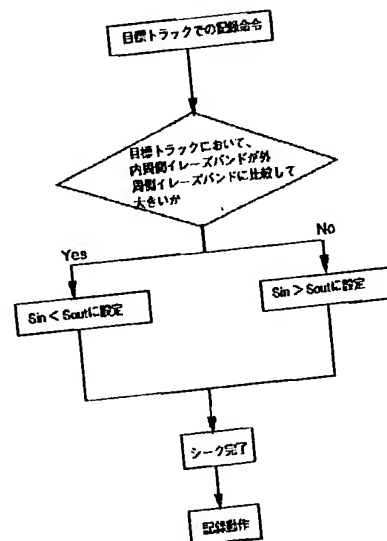 目標トラックでの記録命令
目標トラックにおいて、
内周側イレーズバンドが外
周側イレーズバンドに比較して
大きいか
Yes
No
Sin < Soutに設定
Sin > Soutに設定
シーク完了
記録動作